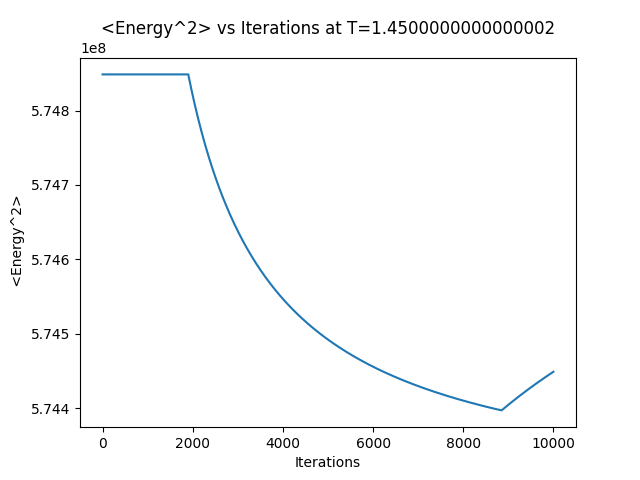 <Energy^2> vs Iterations at T=1.4500000000000002
1e8
5.748
5.747
5.746
5.745
5.744
<Energy^2>
0 2000 4000 6000 8000 10000
Iterations